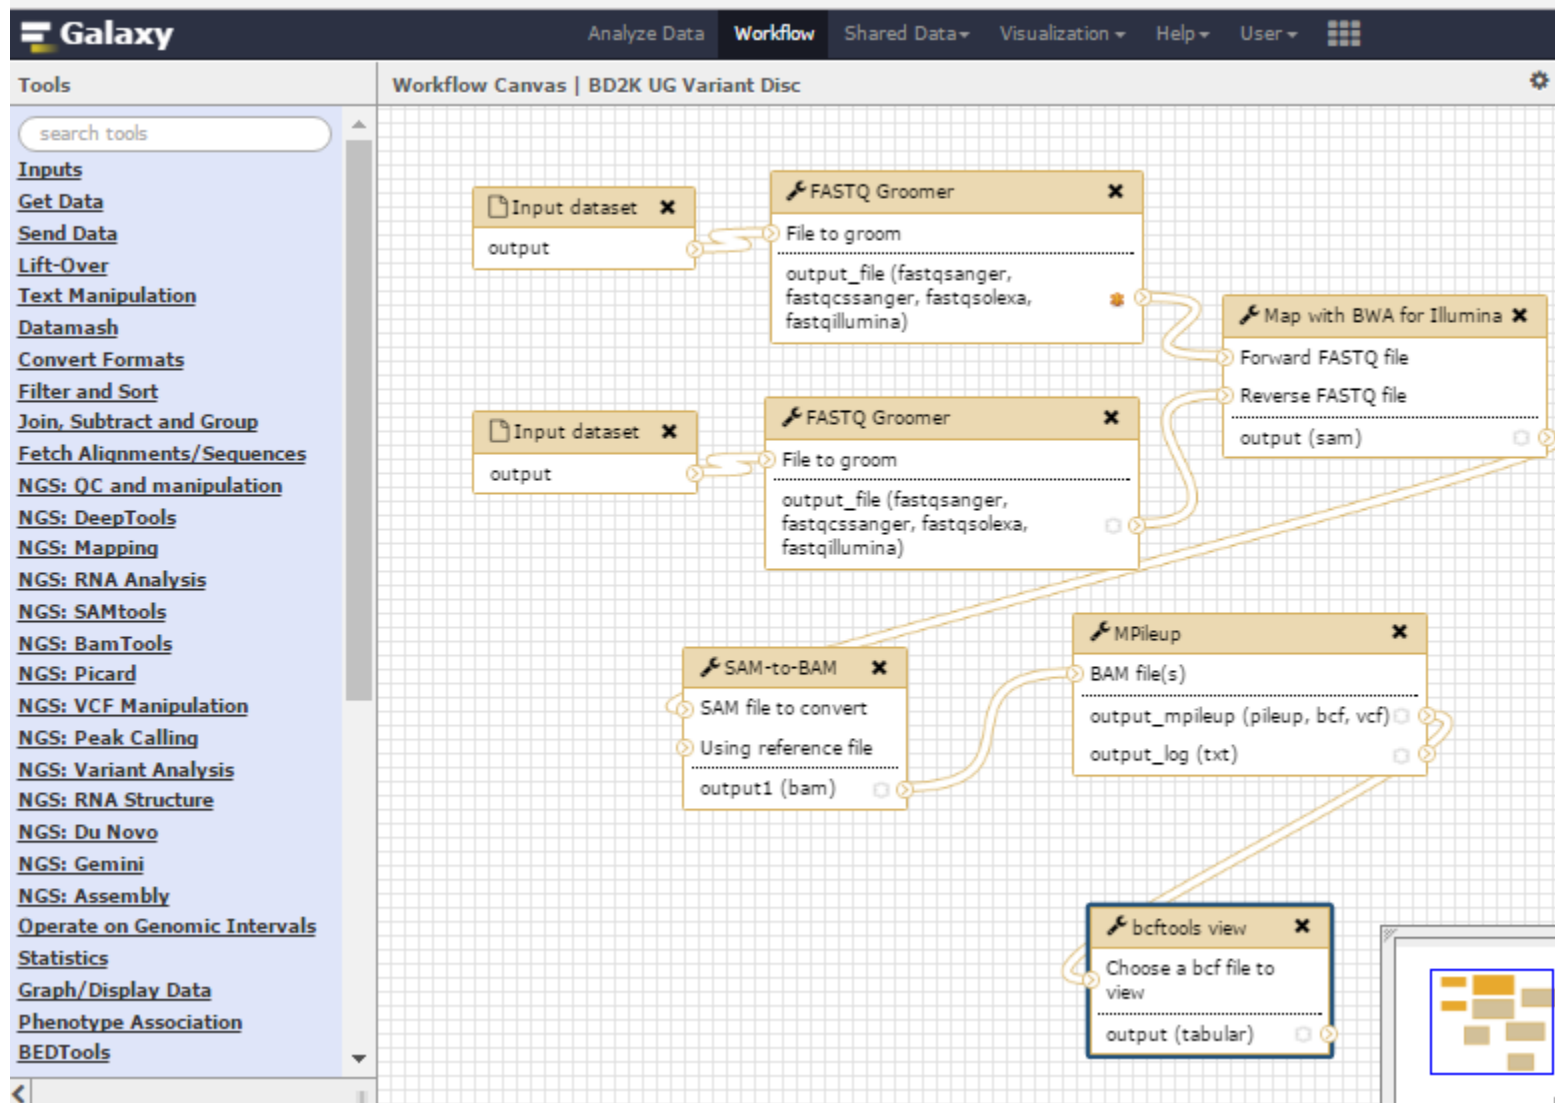 Galaxy
Analyze Data Workflow Shared Data Visualization Help User
Tools
Workflow Canvas | BD2K UG Variant Disc
search tools
Inputs
Get Data
Send Data
Lift-Over
Text Manipulation
Datamash
Convert Formats
Filter and Sort
Join, Subtract and Group
Fetch Alignments/Sequences
NGS: QC and manipulation
NGS: DeepTools
NGS: Mapping
NGS: RNA Analysis
NGS: SAMtools
NGS: BamTools
NGS: Picard
NGS: VCF Manipulation
NGS: Peak Calling
NGS: Variant Analysis
NGS: RNA Structure
NGS: Du Novo
NGS: Gemini
NGS: Assembly
Operate on Genomic Intervals
Statistics
Graph/Display Data
Phenotype Association
BEDTools
Input dataset
output
FASTQ Groomer
File to groom
output_file (fastqsanger,
fastqcssanger, fastqsolexa,
fastqillumina)
Map with BWA for Illumina
Forward FASTQ file
Reverse FASTQ file
output (sam)
Input dataset
output
FASTQ Groomer
File to groom
output_file (fastqsanger,
fastqcssanger, fastqsolexa,
fastqillumina)
SAM-to-BAM
SAM file to convert
Using reference file
output1 (bam)
MPileup
BAM file(s)
output_mpileup (pileup, bcf, vcf)
output_log (txt)
bcftools view
Choose a bcf file to
view
output (tabular)